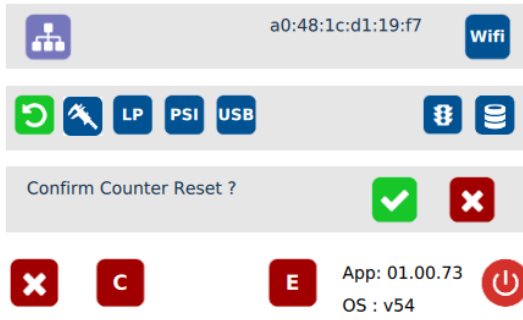 a0:48:1c:d1:19:f7 Wifi
LP PSI USB
Confirm Counter Reset ?
C E App: 01.00.73
OS : v54